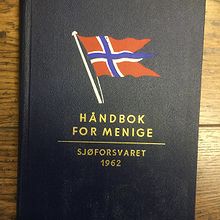 HÅNDBOK
FOR MENIGE
SJØFORSVARET
1962